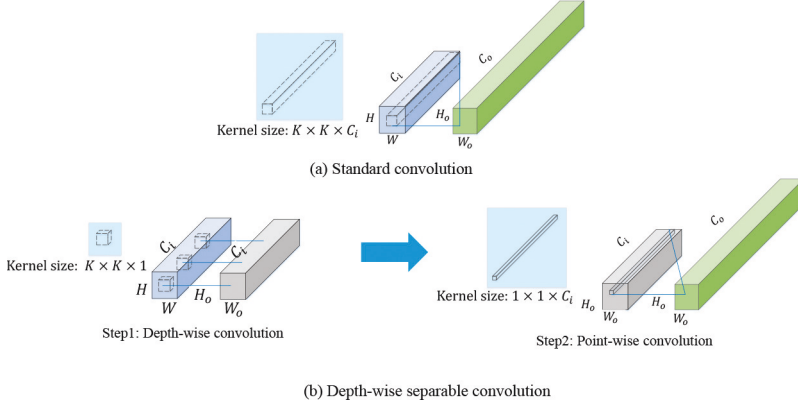 C_i
C_o
H
H_o
W
W_o
Kernel size: K × K × C_i
(a) Standard convolution
C_i
C_i
Kernel size: K × K × 1
H
H_o
W
W_o
Step1: Depth-wise convolution
C_i
C_o
Kernel size: 1 × 1 × C_i
H_o
H_o
W_o
W_o
Step2: Point-wise convolution
(b) Depth-wise separable convolution